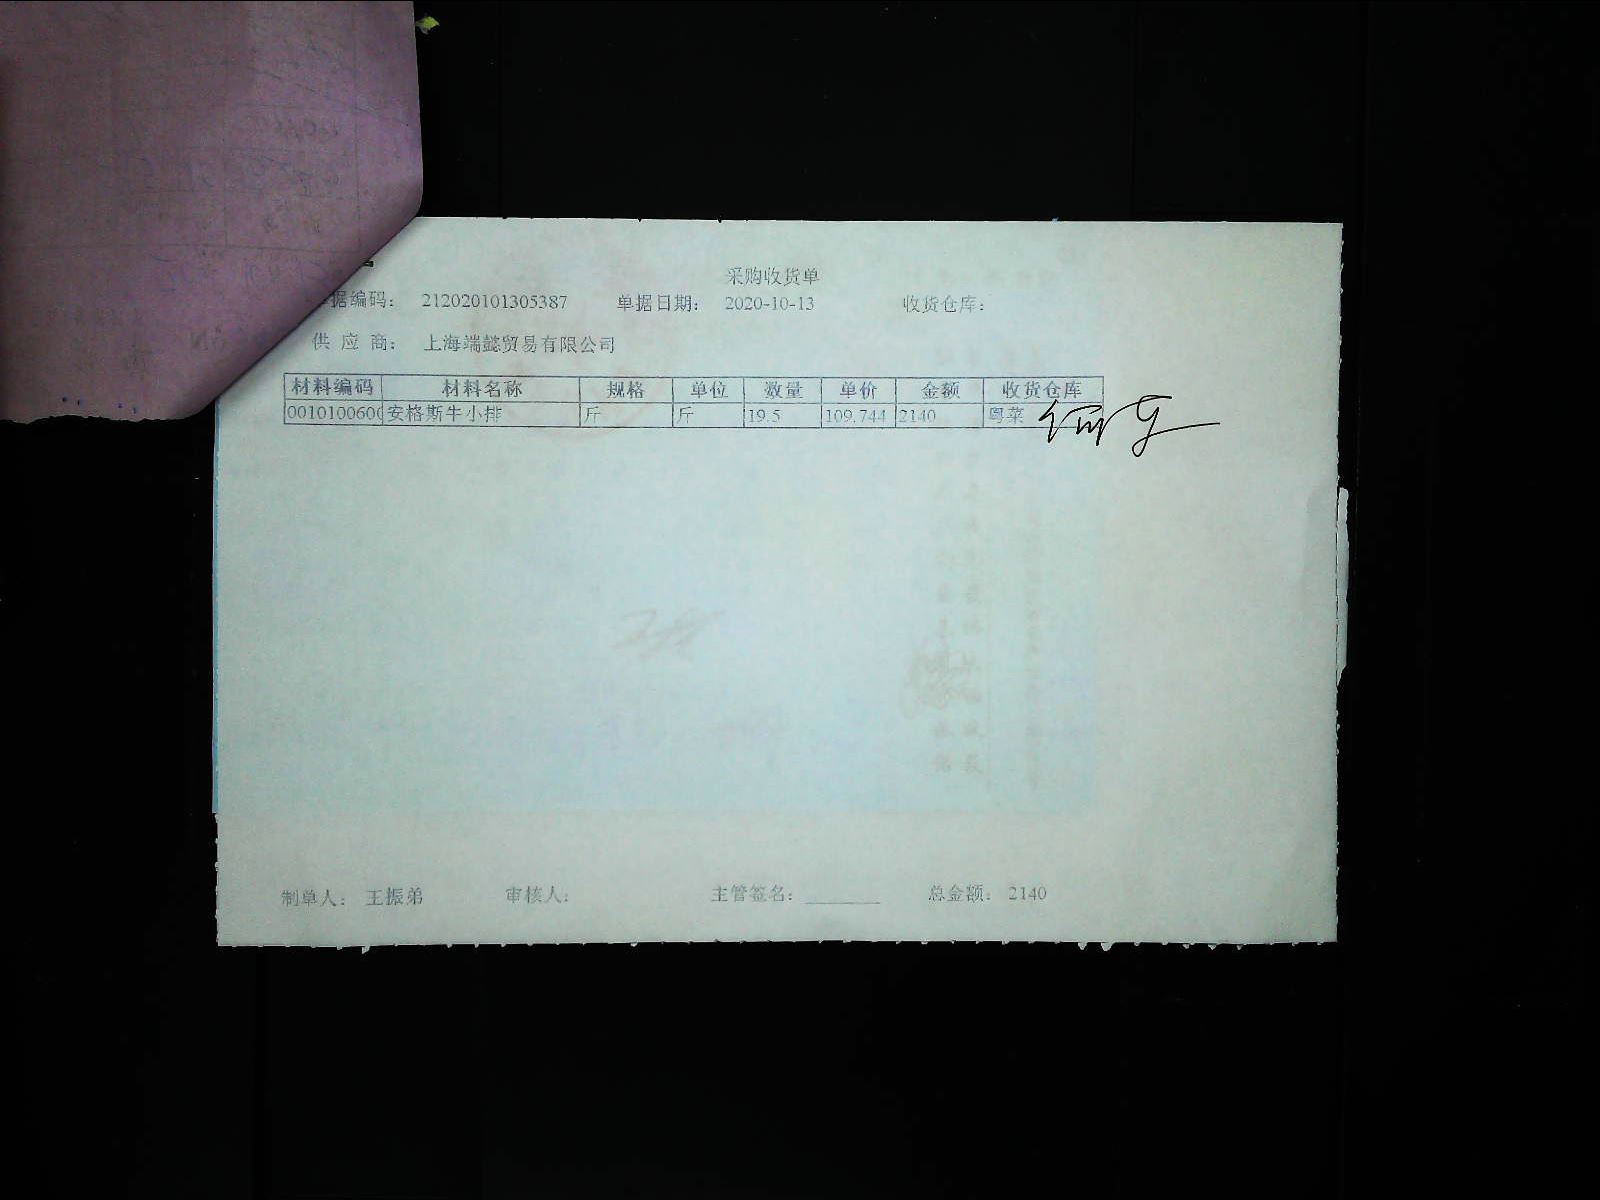 采购收货单
据编码： 212020101305387 单据日期： 2020-10-13 收货仓库：
供 应 商： 上海端懿贸易有限公司
材料编码 材料名称 规格 单位 数量 单价 金额 收货仓库
0010100600 安格斯牛小排 斤 斤 19.5 109.744 2140 粤菜
制单人： 王振弟 审核人： 主管签名： 总金额： 2140